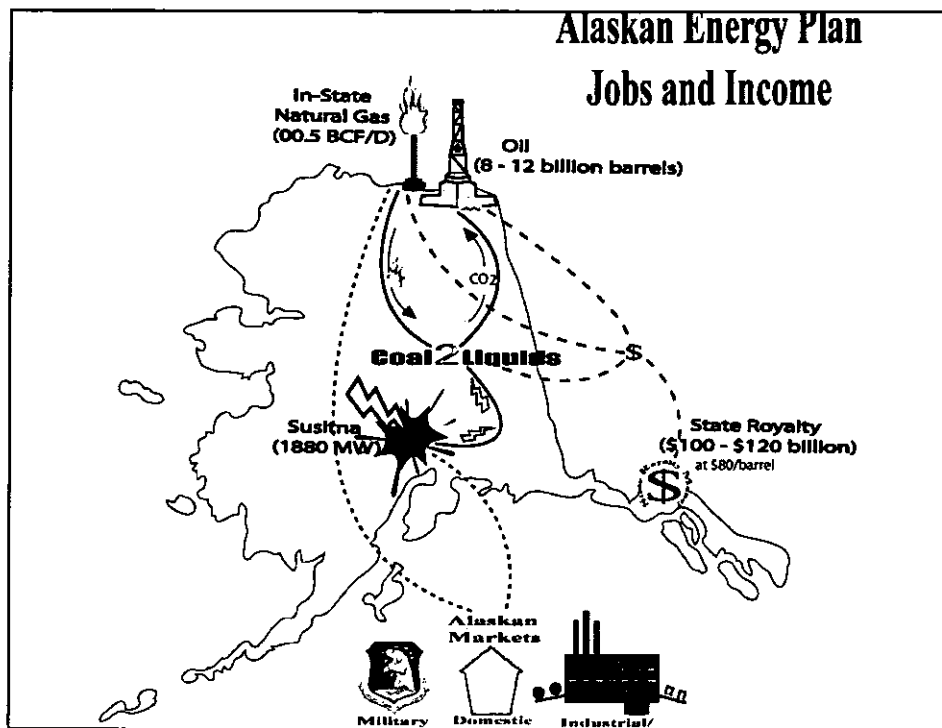 Alaskan Energy Plan
Jobs and Income
In-State
Natural Gas
(00.5 BCF/D)
Oil
(8 - 12 billion barrels)
CO2
Coal2Liquids
$
Susitna
(1880 MW)
State Royalty
($100 - $120 billion)
at $80/barrel
$
Alaskan
Markets
Military
Domestic
Industrial/